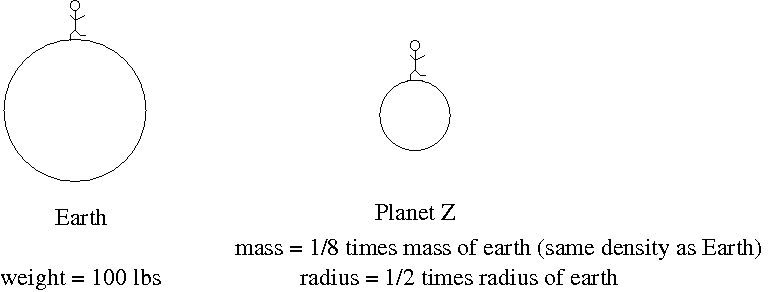 Earth
Planet Z
mass = 1/8 times mass of earth (same density as Earth)
weight = 100 lbs
radius = 1/2 times radius of earth